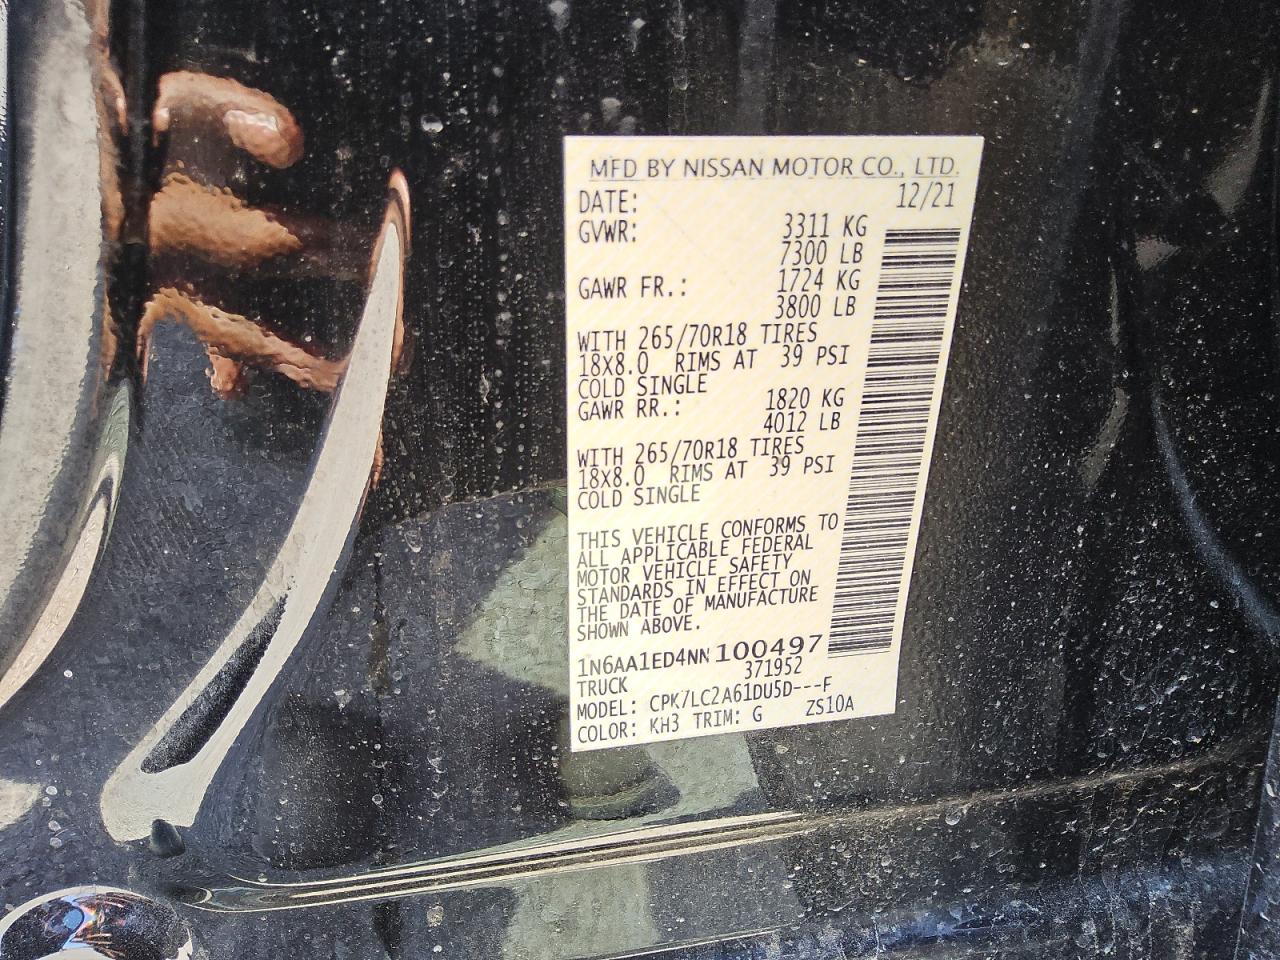 MFD BY NISSAN MOTOR CO., LTD.
DATE: 12/21
GVWR: 3311 KG
7300 LB
GAWR FR.: 1724 KG
3800 LB
WITH 265/70R18 TIRES
18X8.0 RIMS AT 39 PSI
COLD SINGLE
GAWR RR.: 1820 KG
4012 LB
WITH 265/70R18 TIRES
18X8.0 RIMS AT 39 PSI
COLD SINGLE
THIS VEHICLE CONFORMS TO
ALL APPLICABLE FEDERAL
MOTOR VEHICLE SAFETY
STANDARDS IN EFFECT ON
THE DATE OF MANUFACTURE
SHOWN ABOVE.
1N6AA1ED4NN100497
TRUCK 371952
MODEL: CPK7LC2A61DU5D---F
COLOR: KH3 TRIM: G ZS10A